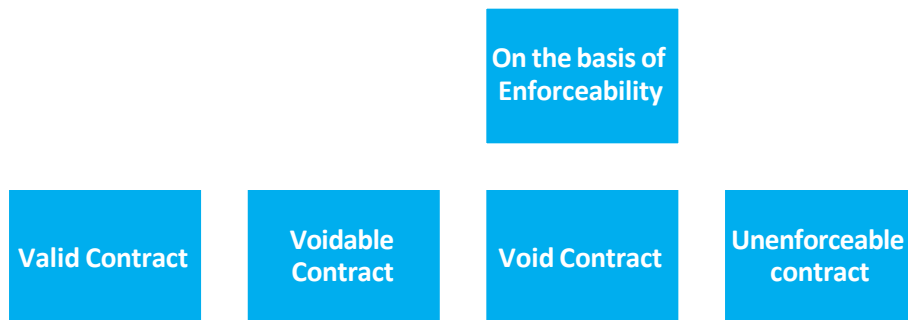 On the basis of
Enforceability
Valid Contract
Voidable
Contract
Void Contract
Unenforceable
contract